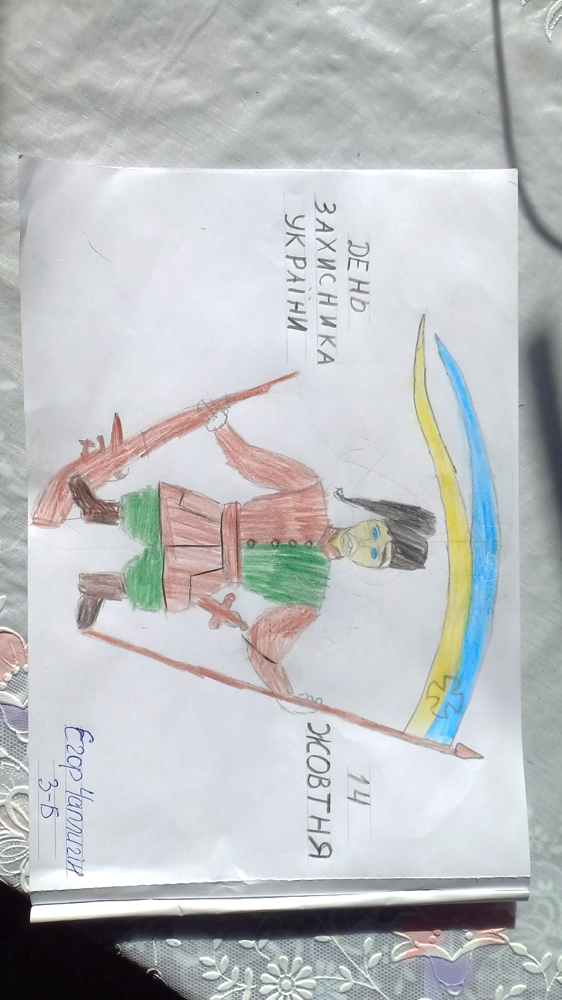 ДЕНЬ
ЗАХИСНИКА
УКРАЇНИ
14
ЖОВТНЯ
Єгор Чаплигін
3-Б